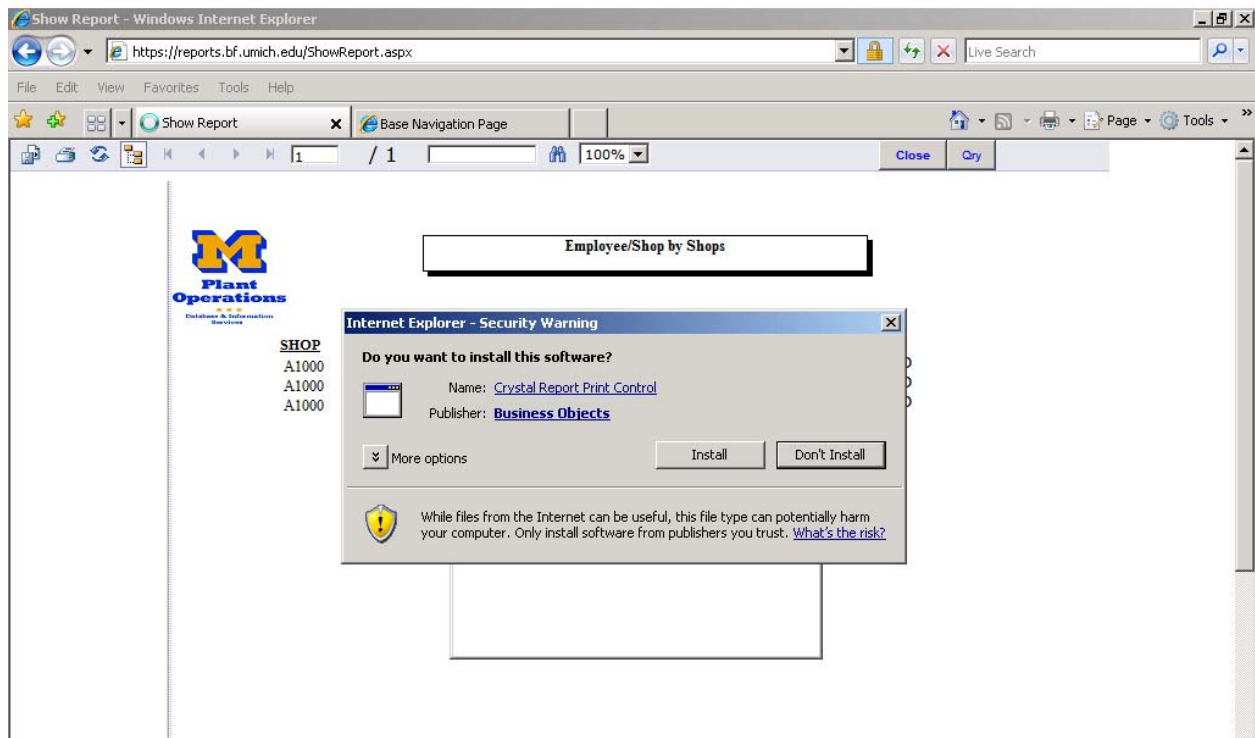 Show Report - Windows Internet Explorer
https://reports.bf.umich.edu/ShowReport.aspx
Live Search
File Edit View Favorites Tools Help
Show Report
Base Navigation Page
Page
Tools
1 / 1
100%
Close
Qry
M
Plant
Operations
Database & Information
Services
Employee/Shop by Shops
SHOP
A1000
A1000
A1000
Internet Explorer - Security Warning
Do you want to install this software?
Name: Crystal Report Print Control
Publisher: Business Objects
More options
Install
Don't Install
While files from the Internet can be useful, this file type can potentially harm
your computer. Only install software from publishers you trust. What's the risk?